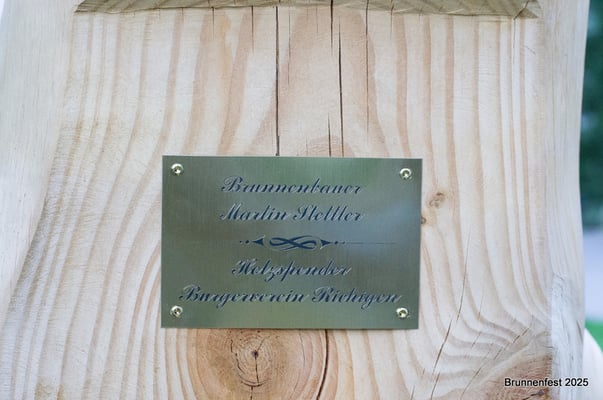 Brunnenbauer
Martin Stettler
Holzspender
Burgerverein Richigen
Brunnenfest 2025